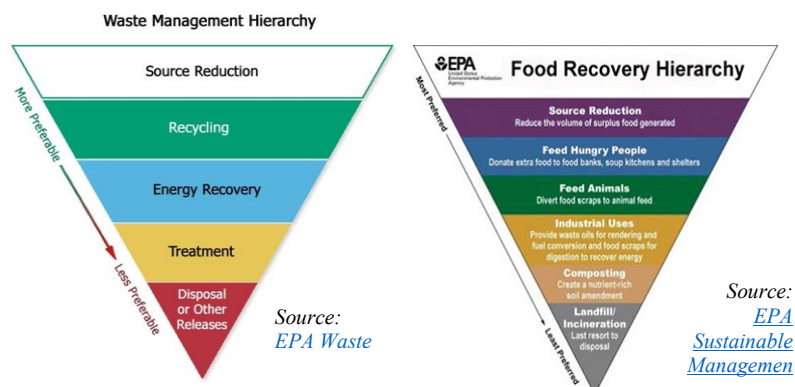 Waste Management Hierarchy
Source Reduction
Recycling
Energy Recovery
Treatment
Disposal
or Other
Releases
More Preferable
Less Preferable
Source:
EPA Waste
EPA
United States
Environmental Protection
Agency
Food Recovery Hierarchy
Most Preferred
Source Reduction
Reduce the volume of surplus food generated
Feed Hungry People
Donate extra food to food banks, soup kitchens and shelters
Feed Animals
Divert food scraps to animal feed
Industrial Uses
Provide waste oils for rendering and
fuel conversion and food scraps for
digestion to recover energy
Composting
Create a nutrient-rich
soil amendment
Landfill/
Incineration
Last resort to
disposal
Least Preferred
Source:
EPA
Sustainable
Managemen